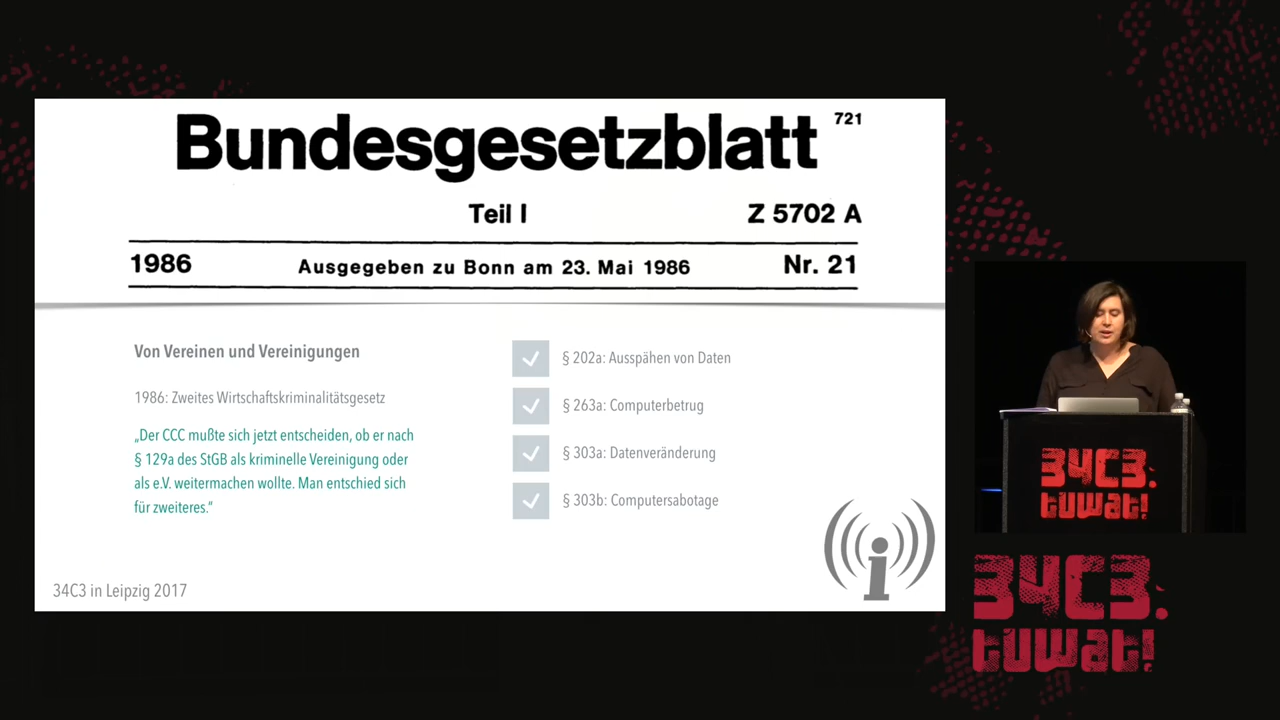 Bundesgesetzblatt
721
Teil I
Z 5702 A
1986
Ausgegeben zu Bonn am 23. Mai 1986
Nr. 21
Von Vereinen und Vereinigungen
1986: Zweites Wirtschaftskriminalitätsgesetz
„Der CCC mußte sich jetzt entscheiden, ob er nach
§ 129a des StGB als kriminelle Vereinigung oder
als e.V. weitermachen wollte. Man entschied sich
für zweiteres.“
§ 202a: Ausspähen von Daten
§ 263a: Computerbetrug
§ 303a: Datenveränderung
§ 303b: Computersabotage
34C3 in Leipzig 2017
34C3.
tuwat!
34C3.
tuwat!